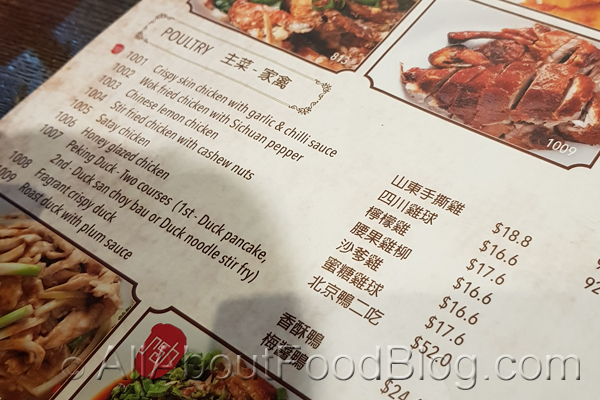 POULTRY 主菜 家禽
1001 Crispy skin chicken with garlic & chilli sauce 山東手撕雞 $18.8
1002 Wok fried chicken with Sichuan pepper 四川雞球 $16.6
1003 Chinese lemon chicken 檸檬雞 $17.6
1004 Stir fried chicken with cashew nuts 腰果雞柳 $16.6
1005 Satay chicken 沙爹雞 $16.6
1006 Honey glazed chicken 蜜糖雞球 $17.6
1007 Peking Duck - Two courses (1st - Duck pancake, 北京鴨二吃 $52.0
2nd - Duck san choy bau or Duck noodle stir fry)
1008 Fragrant crispy duck 香酥鴨
1009 Roast duck with plum sauce 梅醬鴨
$24.
1009
© AllAboutFoodBlog.com